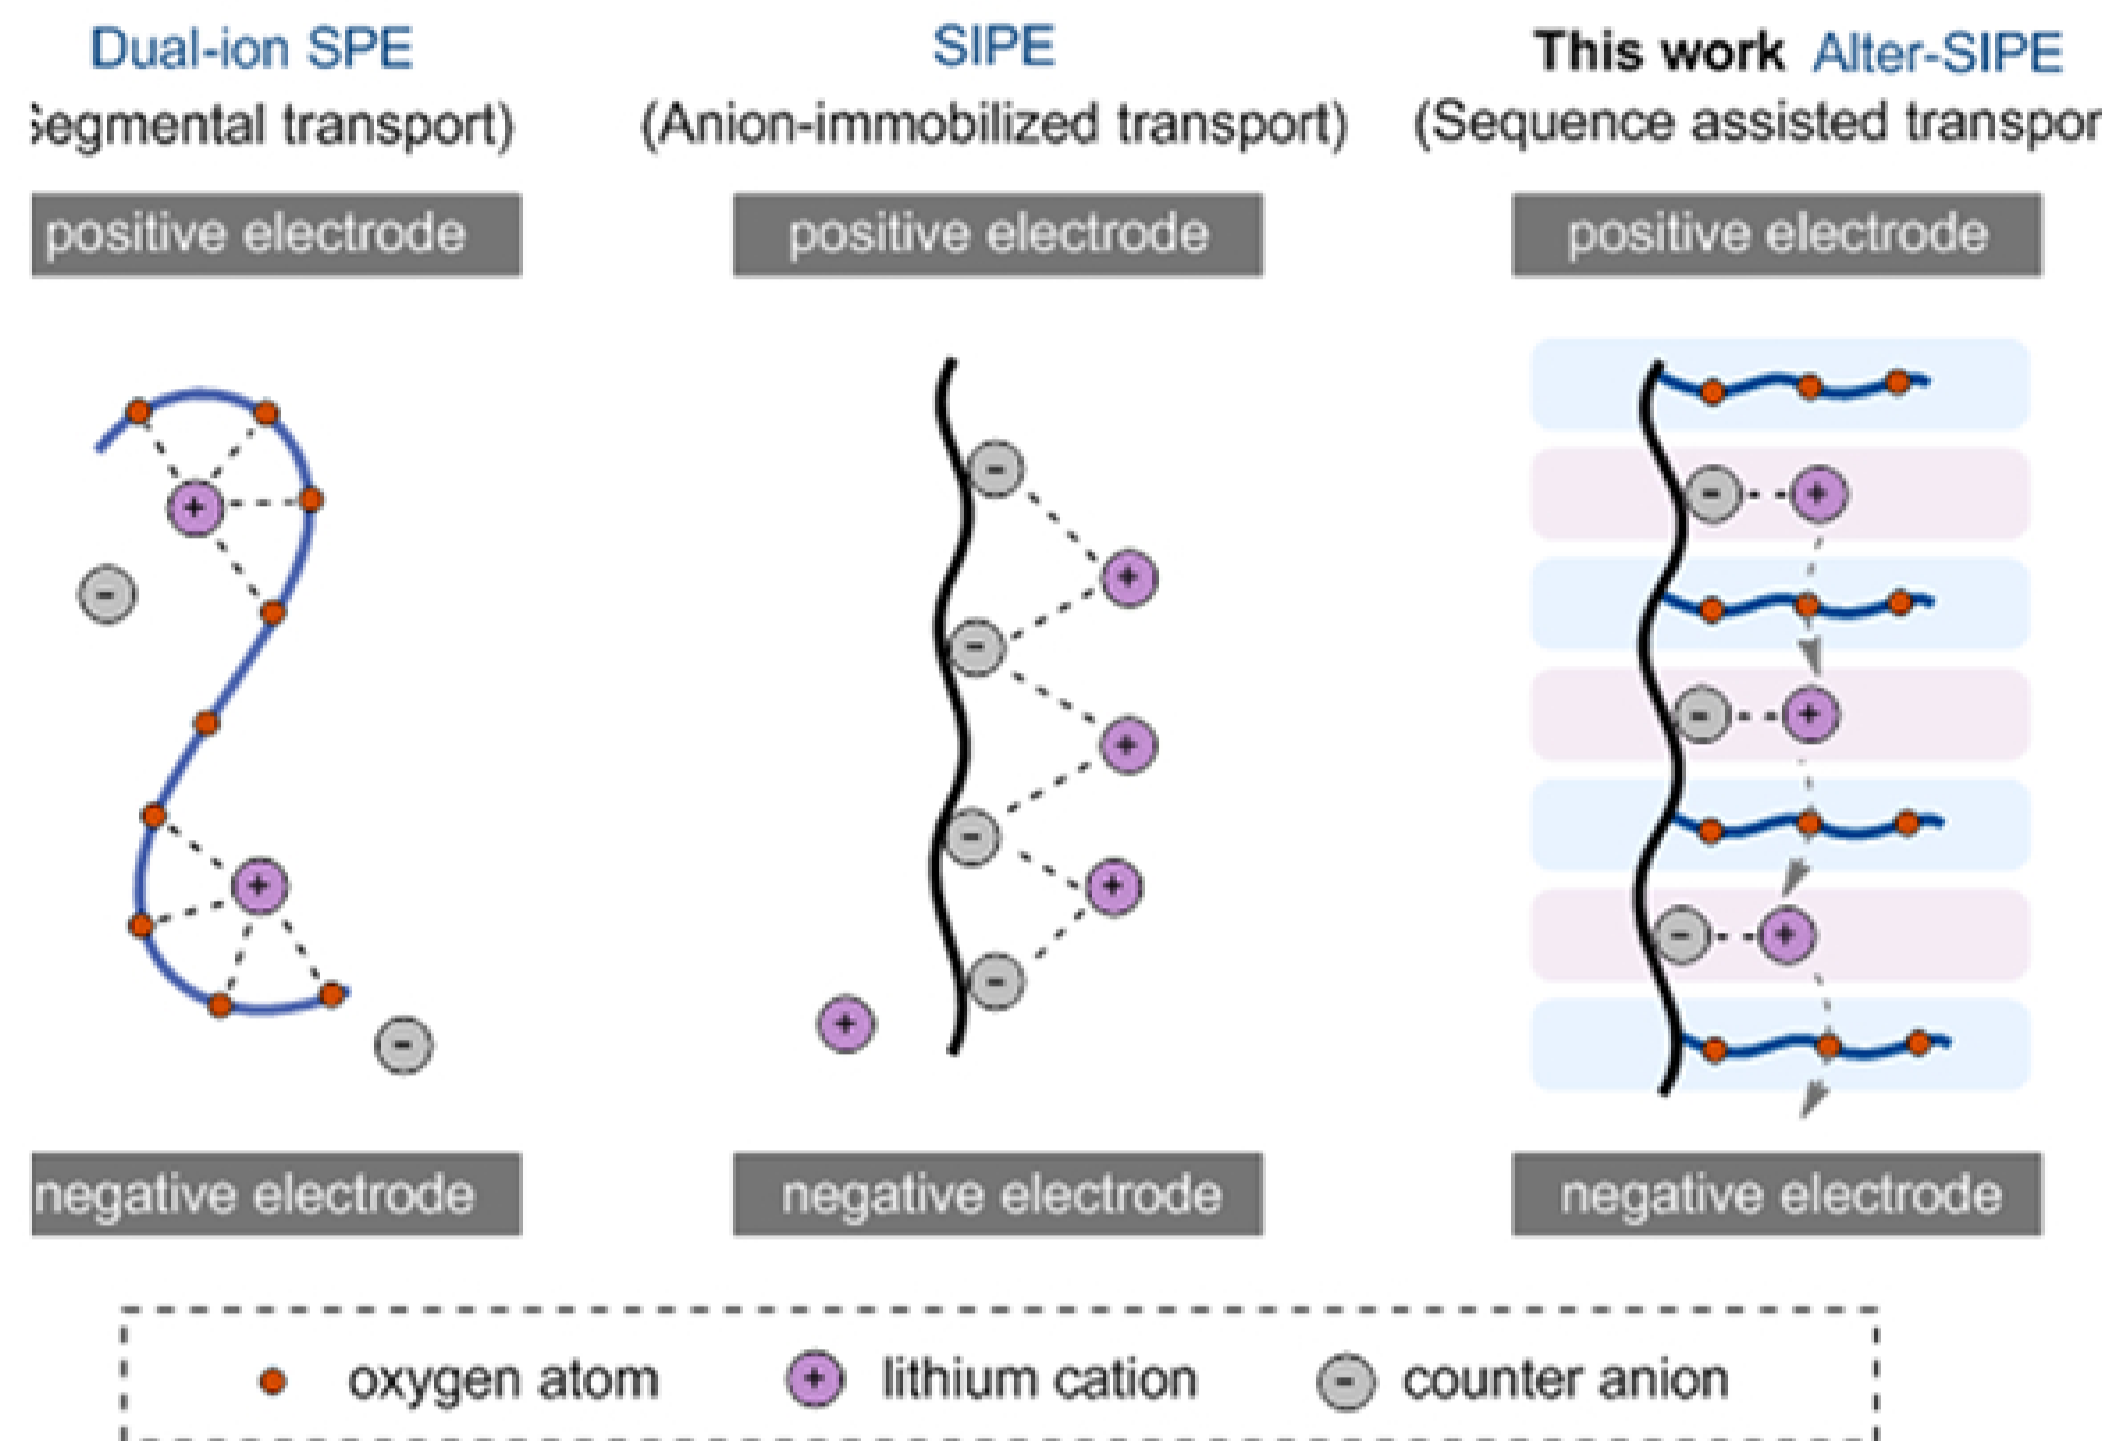 Dual-ion SPE
Segmental transport)
positive electrode
negative electrode
SIPE
(Anion-immobilized transport)
positive electrode
negative electrode
This work Alter-SIPE
(Sequence assisted transpor
positive electrode
negative electrode
oxygen atom
lithium cation
counter anion